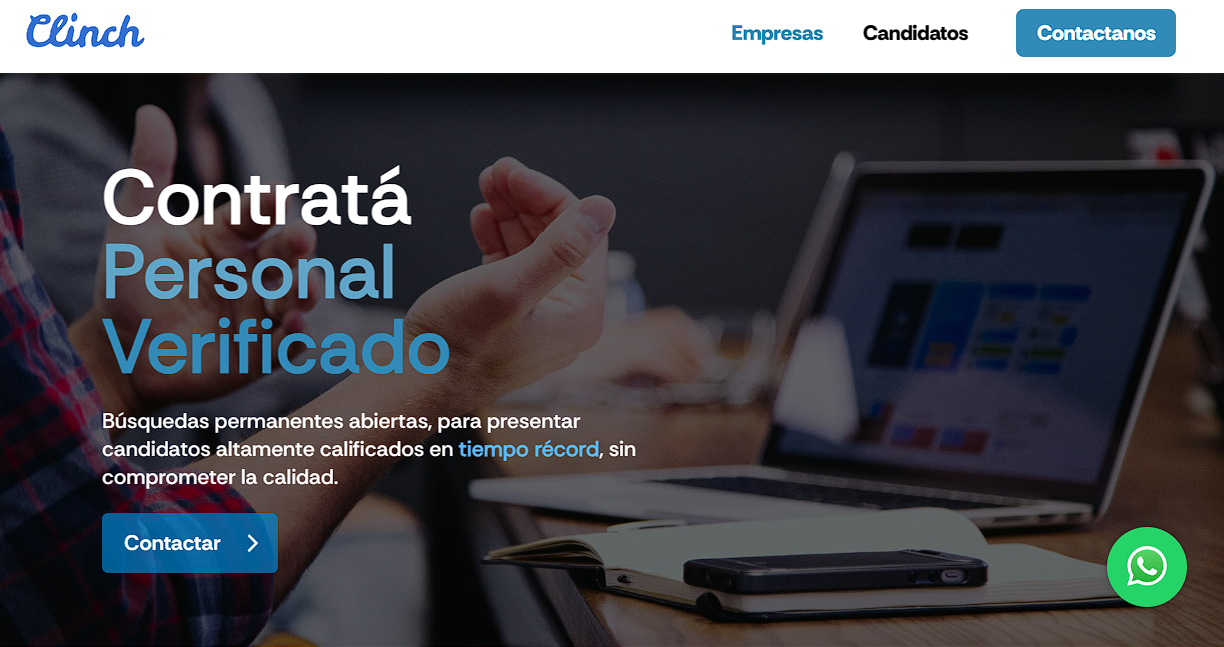 Clinch
Empresas
Candidatos
Contactanos
Contratá
Personal
Verificado
Búsquedas permanentes abiertas, para presentar
candidatos altamente calificados en tiempo récord, sin
comprometer la calidad.
Contactar